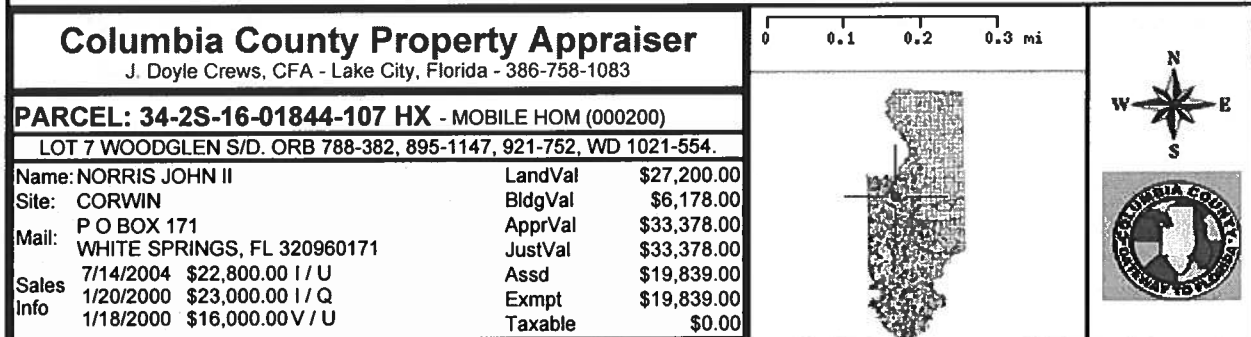 Columbia County Property Appraiser
J. Doyle Crews, CFA - Lake City, Florida - 386-758-1083
PARCEL: 34-2S-16-01844-107 HX - MOBILE HOM (000200)
LOT 7 WOODGLEN S/D. ORB 788-382, 895-1147, 921-752, WD 1021-554.
Name: NORRIS JOHN II LandVal $27,200.00
Site: CORWIN BldgVal $6,178.00
Mail: P O BOX 171 ApprVal $33,378.00
WHITE SPRINGS, FL 320960171 JustVal $33,378.00
Sales Info 7/14/2004 $22,800.00 I / U Assd $19,839.00
1/20/2000 $23,000.00 I / Q Exmpt $19,839.00
1/18/2000 $16,000.00 V / U Taxable $0.00
0 0.1 0.2 0.3 mi
N
W E
S
COLUMBIA COUNTY
GATEWAY TO FLORIDA